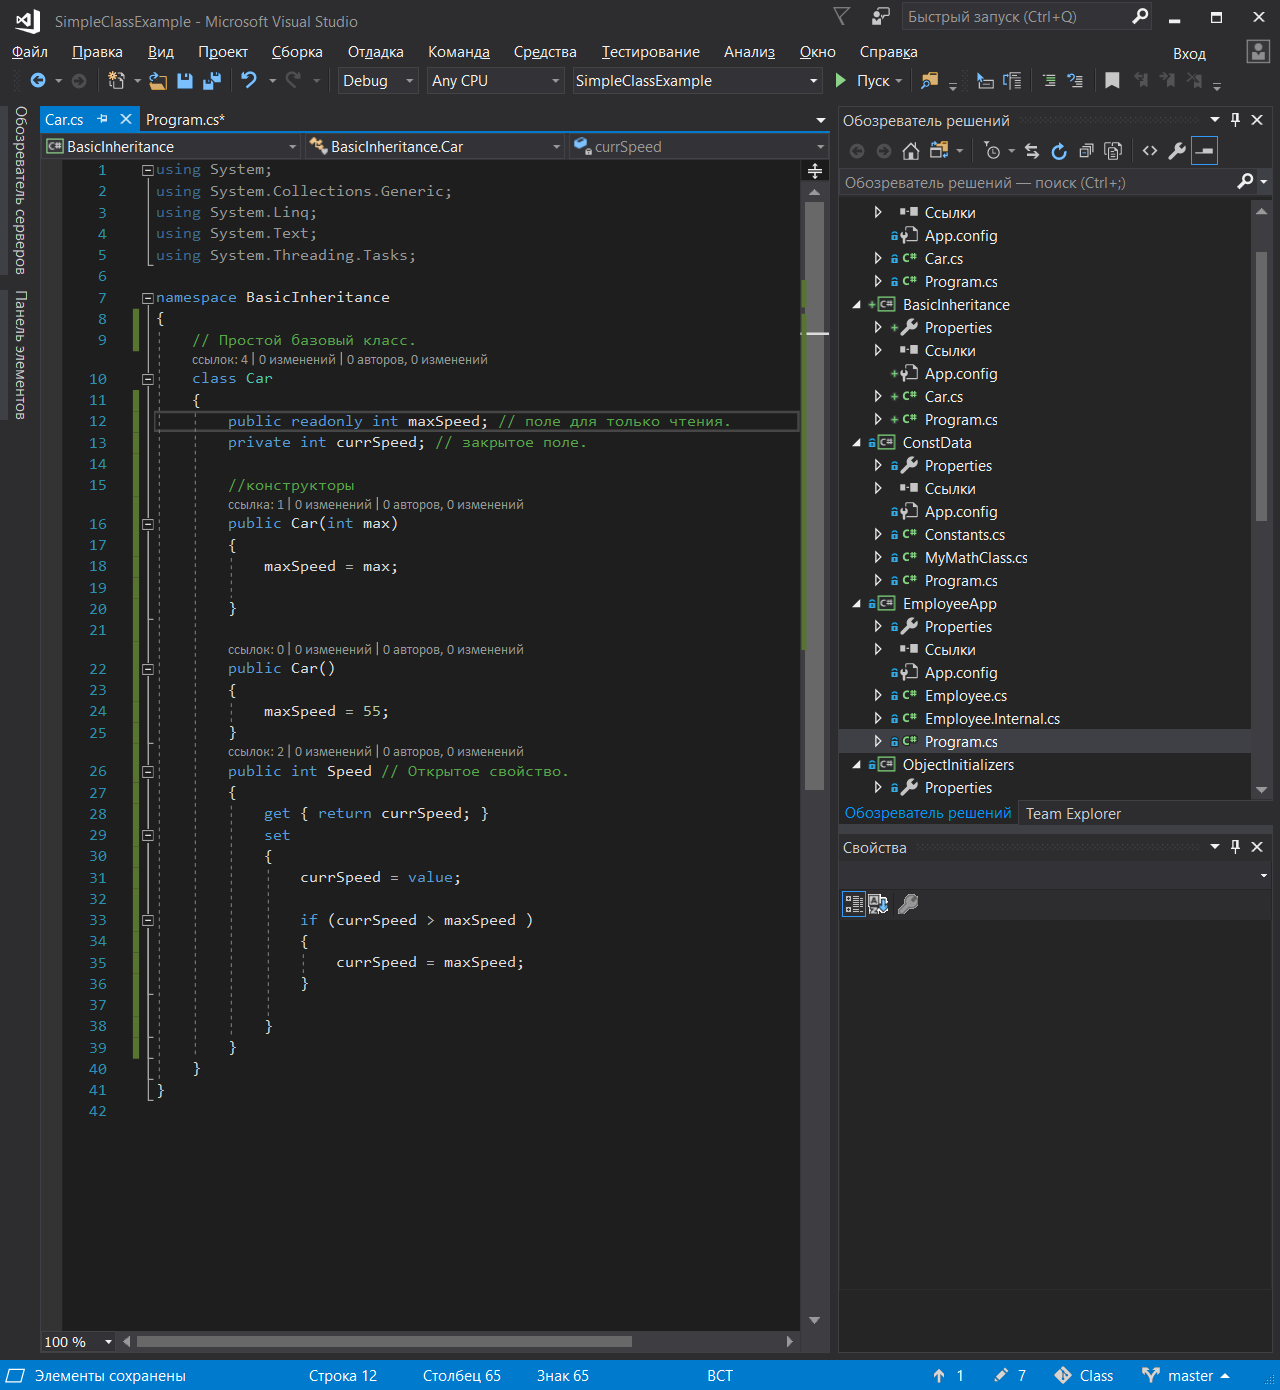 SimpleClassExample - Microsoft Visual Studio
Быстрый запуск (Ctrl+Q)
Файл Правка Вид Проект Сборка Отладка Команда Средства Тестирование Анализ Окно Справка Вход
Debug Any CPU SimpleClassExample Пуск
Обозреватель серверов
Панель элементов
Car.cs Program.cs*
BasicInheritance BasicInheritance.Car currSpeed
1 using System;
2 using System.Collections.Generic;
3 using System.Linq;
4 using System.Text;
5 using System.Threading.Tasks;
6
7 namespace BasicInheritance
8 {
9 // Простой базовый класс.
ссылок: 4 | 0 изменений | 0 авторов, 0 изменений
10 class Car
11 {
12 public readonly int maxSpeed; // поле для только чтения.
13 private int currSpeed; // закрытое поле.
14
15 //конструкторы
ссылка: 1 | 0 изменений | 0 авторов, 0 изменений
16 public Car(int max)
17 {
18 maxSpeed = max;
19
20 }
21
ссылок: 0 | 0 изменений | 0 авторов, 0 изменений
22 public Car()
23 {
24 maxSpeed = 55;
25 }
ссылок: 2 | 0 изменений | 0 авторов, 0 изменений
26 public int Speed // Открытое свойство.
27 {
28 get { return currSpeed; }
29 set
30 {
31 currSpeed = value;
32
33 if (currSpeed > maxSpeed )
34 {
35 currSpeed = maxSpeed;
36 }
37
38 }
39 }
40 }
41 }
42
100 %
Обозреватель решений
Обозреватель решений — поиск (Ctrl+;)
Ссылки
App.config
Car.cs
Program.cs
BasicInheritance
Properties
Ссылки
App.config
Car.cs
Program.cs
ConstData
Properties
Ссылки
App.config
Constants.cs
MyMathClass.cs
Program.cs
EmployeeApp
Properties
Ссылки
App.config
Employee.cs
Employee.Internal.cs
Program.cs
ObjectInitializers
Properties
Обозреватель решений Team Explorer
Свойства
Элементы сохранены Строка 12 Столбец 65 Знак 65 ВСТ 1 7 Class master